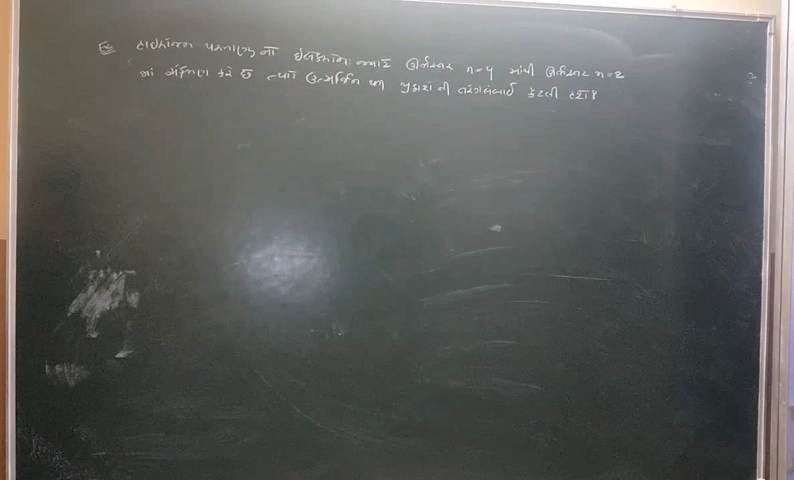 Ex હાઇડ્રોજન પરમાણુ નો ઇલેક્ટ્રોન જ્યારે ઊર્જાસ્તર n=4 માંથી ઊર્જાસ્તર n=2
માં સંક્રમણ કરે છે ત્યારે ઉત્સર્જિત થતા પ્રકાશ ની તરંગલંબાઈ કેટલી હશે?